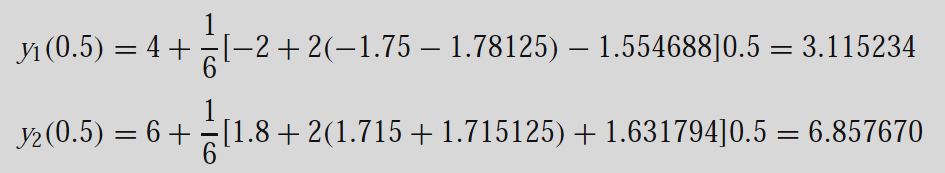 y₁(0.5) = 4 + 1/6[−2 + 2(−1.75 − 1.78125) − 1.554688]0.5 = 3.115234
y₂(0.5) = 6 + 1/6[1.8 + 2(1.715 + 1.715125) + 1.631794]0.5 = 6.857670